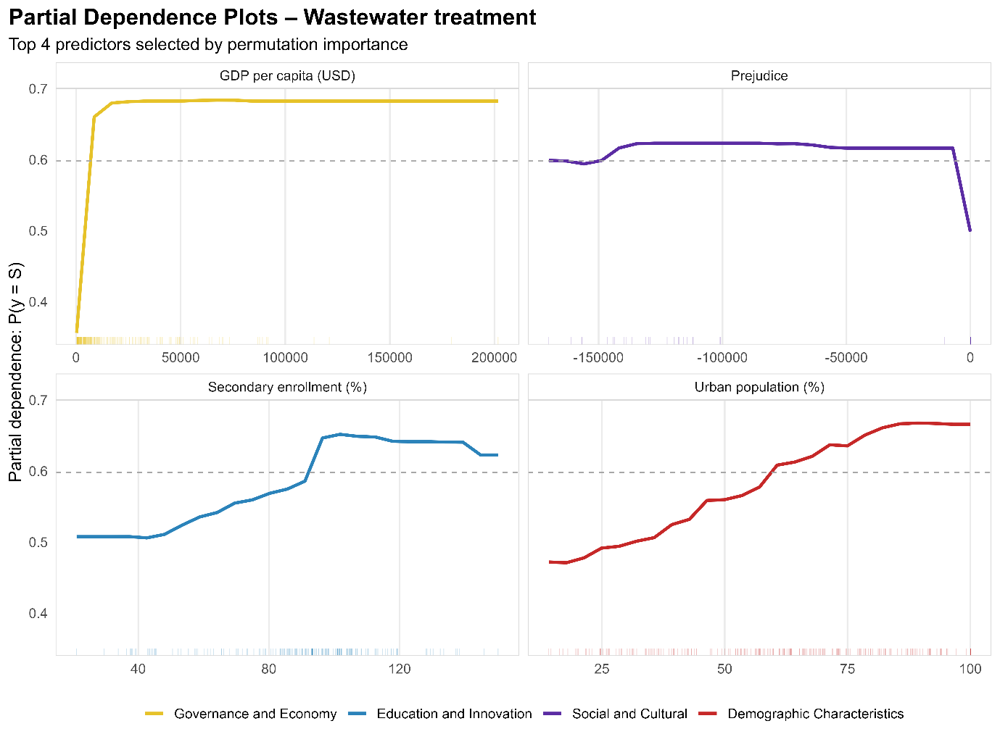 Partial Dependence Plots – Wastewater treatment
Top 4 predictors selected by permutation importance
GDP per capita (USD)
Prejudice
0.7
0.6
0.5
0.4
0
50000
100000
150000
200000
-150000
-100000
-50000
0
Partial dependence: P(y = S)
Secondary enrollment (%)
Urban population (%)
0.7
0.6
0.5
0.4
40
80
120
25
50
75
100
Governance and Economy
Education and Innovation
Social and Cultural
Demographic Characteristics